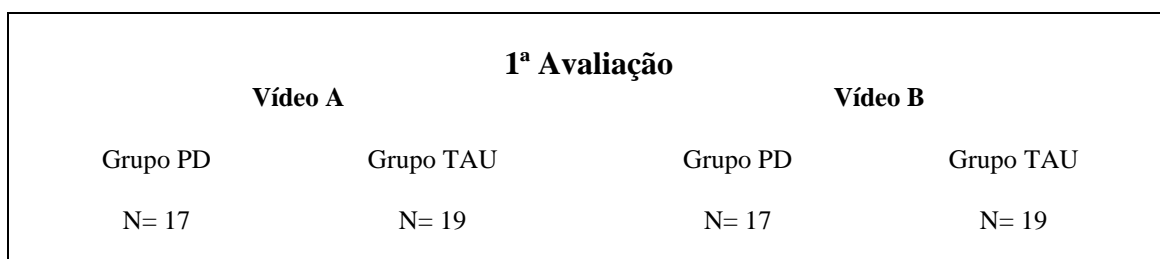 1ª Avaliação
Vídeo A Vídeo B
Grupo PD Grupo TAU Grupo PD Grupo TAU
N= 17 N= 19 N= 17 N= 19